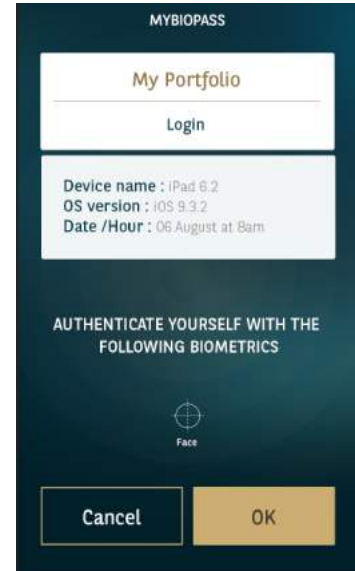 MYBIOPASS
My Portfolio
Login
Device name : iPad 6.2
OS version : iOS 9.3.2
Date /Hour : 06 August at 8am
AUTHENTICATE YOURSELF WITH THE
FOLLOWING BIOMETRICS
Face
Cancel
OK